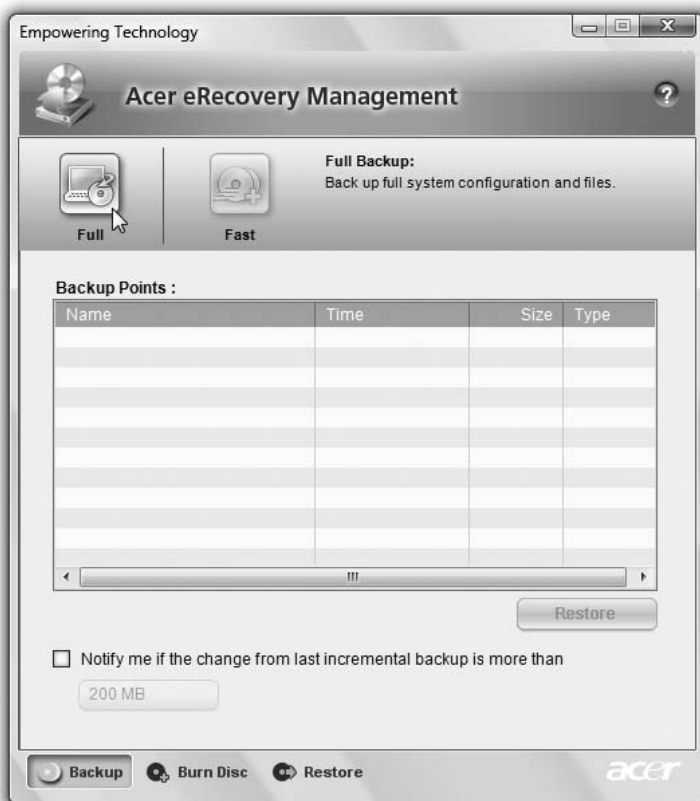 Empowering Technology
Acer eRecovery Management
?
Full Backup:
Back up full system configuration and files.
Full
Fast
Backup Points :
Name Time Size Type
Restore
Notify me if the change from last incremental backup is more than
200 MB
Backup Burn Disc Restore
acer